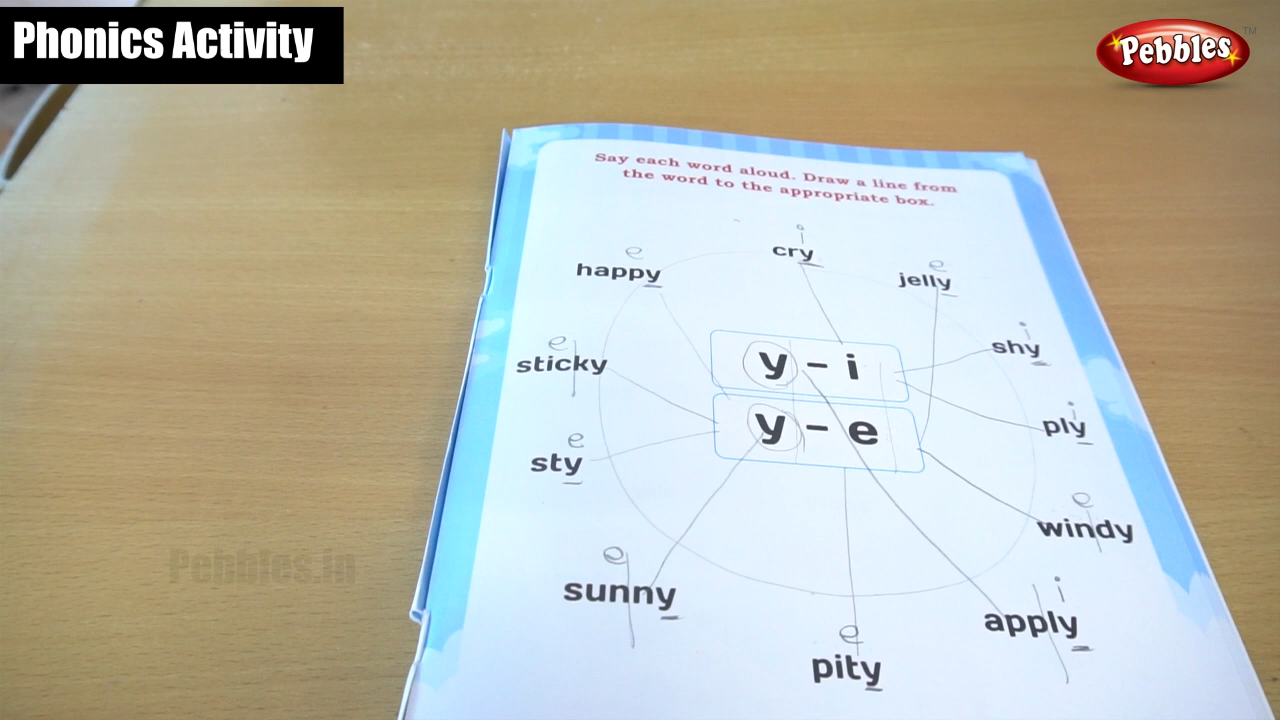 Phonics Activity
Pebbles TM
Say each word aloud. Draw a line from
the word to the appropriate box.
i
cry
e
happy
e
jelly
i
shy
e
sticky
y - i
i
ply
y - e
e
sty
e
windy
e
sunny
i
apply
e
pity
Pebbles.in